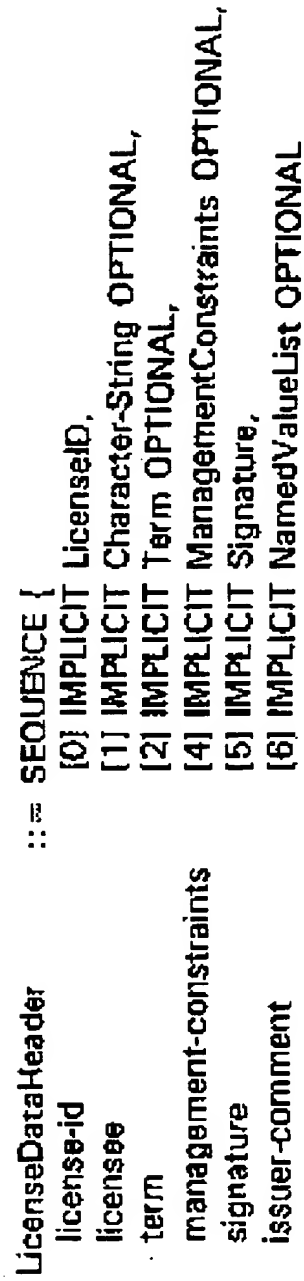 LicenseDataHeader ::= SEQUENCE {
license-id [0] IMPLICIT LicenseID,
licensee [1] IMPLICIT Character-String OPTIONAL,
term [2] IMPLICIT Term OPTIONAL,
management-constraints [4] IMPLICIT ManagementConstraints OPTIONAL,
signature [5] IMPLICIT Signature,
issuer-comment [6] IMPLICIT NamedValueList OPTIONAL